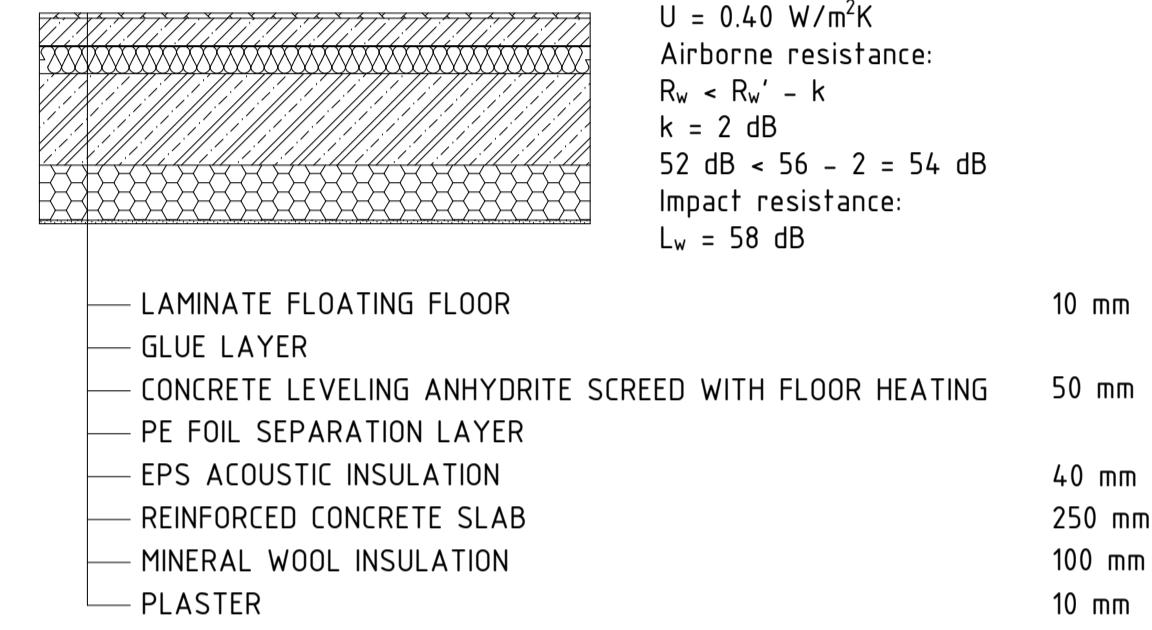 U = 0.40 W/m²K
Airborne resistance:
Rw < Rw' - k
k = 2 dB
52 dB < 56 - 2 = 54 dB
Impact resistance:
Lw = 58 dB
LAMINATE FLOATING FLOOR 10 mm
GLUE LAYER
CONCRETE LEVELING ANHYDRITE SCREED WITH FLOOR HEATING 50 mm
PE FOIL SEPARATION LAYER
EPS ACOUSTIC INSULATION 40 mm
REINFORCED CONCRETE SLAB 250 mm
MINERAL WOOL INSULATION 100 mm
PLASTER 10 mm